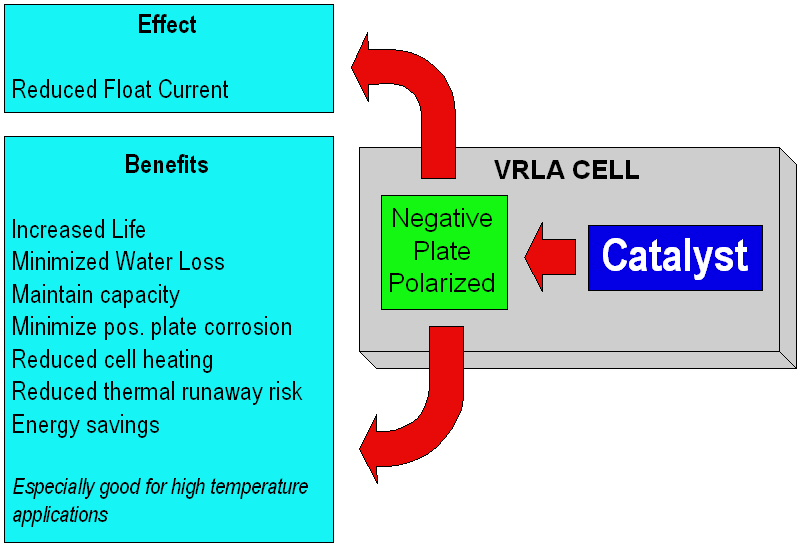 Effect
Reduced Float Current
Benefits
Increased Life
Minimized Water Loss
Maintain capacity
Minimize pos. plate corrosion
Reduced cell heating
Reduced thermal runaway risk
Energy savings
Especially good for high temperature
applications
VRLA CELL
Negative
Plate
Polarized
Catalyst